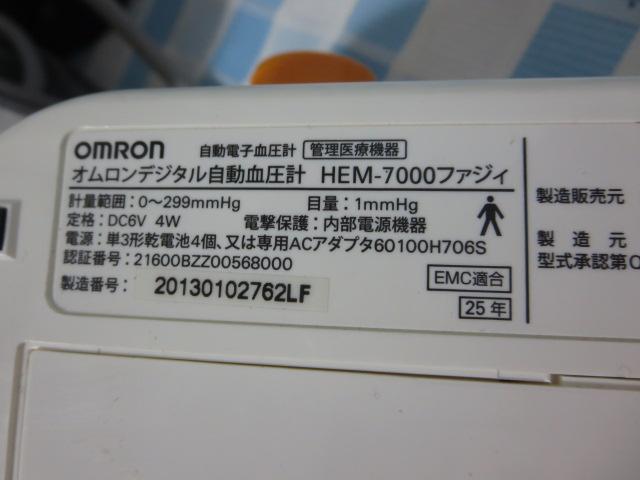 OMRON 自動電子血圧計 管理医療機器
オムロンデジタル自動血圧計 HEM-7000ファジィ
計量範囲:0~299mmHg 目量:1mmHg
定格:DC6V 4W 電撃保護:内部電源機器
電源:単3形乾電池4個、又は専用ACアダプタ60100H706S
認証番号:21600BZZ00568000
製造番号: 20130102762LF
EMC適合
25年
製造販売元
製造元
型式承認第